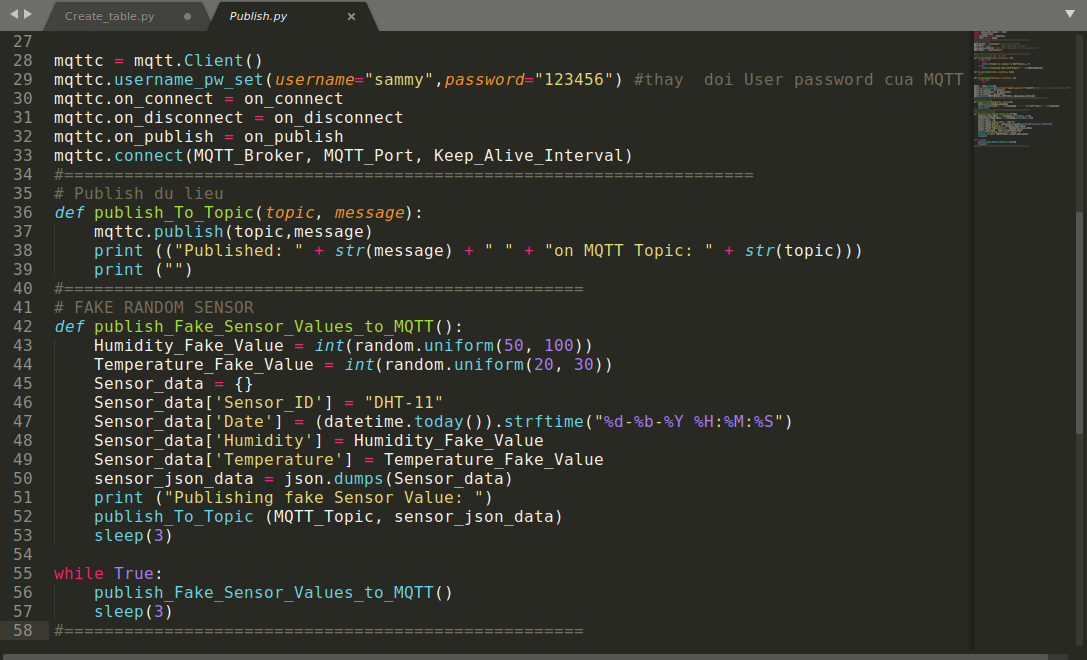 Create_table.py
Publish.py
27
28 mqttc = mqtt.Client()
29 mqttc.username_pw_set(username="sammy",password="123456") #thay  doi User password cua MQTT
30 mqttc.on_connect = on_connect
31 mqttc.on_disconnect = on_disconnect
32 mqttc.on_publish = on_publish
33 mqttc.connect(MQTT_Broker, MQTT_Port, Keep_Alive_Interval)
34 #=====================================================================
35 # Publish du lieu
36 def publish_To_Topic(topic, message):
37     mqttc.publish(topic,message)
38     print (("Published: " + str(message) + " " + "on MQTT Topic: " + str(topic)))
39     print ("")
40 #====================================================
41 # FAKE RANDOM SENSOR
42 def publish_Fake_Sensor_Values_to_MQTT():
43     Humidity_Fake_Value = int(random.uniform(50, 100))
44     Temperature_Fake_Value = int(random.uniform(20, 30))
45     Sensor_data = {}
46     Sensor_data['Sensor_ID'] = "DHT-11"
47     Sensor_data['Date'] = (datetime.today()).strftime("%d-%b-%Y %H:%M:%S")
48     Sensor_data['Humidity'] = Humidity_Fake_Value
49     Sensor_data['Temperature'] = Temperature_Fake_Value
50     sensor_json_data = json.dumps(Sensor_data)
51     print ("Publishing fake Sensor Value: ")
52     publish_To_Topic (MQTT_Topic, sensor_json_data)
53     sleep(3)
54
55 while True:
56     publish_Fake_Sensor_Values_to_MQTT()
57     sleep(3)
58 #====================================================